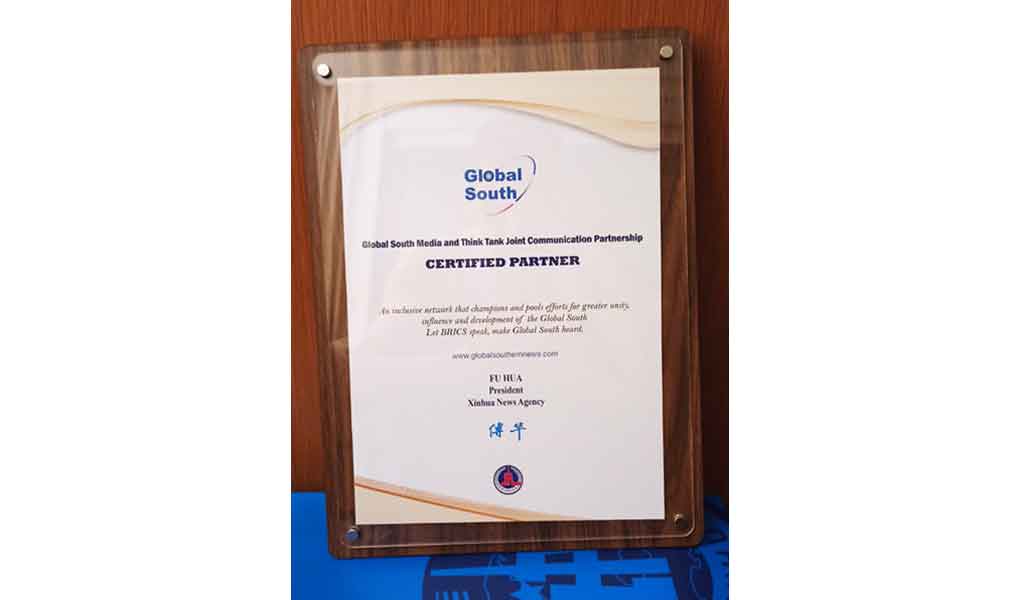 Global
South
Global South Media and Think Tank Joint Communication Partnership
CERTIFIED PARTNER
An inclusive network that champions and pools efforts for greater unity,
influence and development of the Global South
Let BRICS speak, make Global South heard.
www.globalsouthernnews.com
FU HUA
President
Xinhua News Agency
傅华